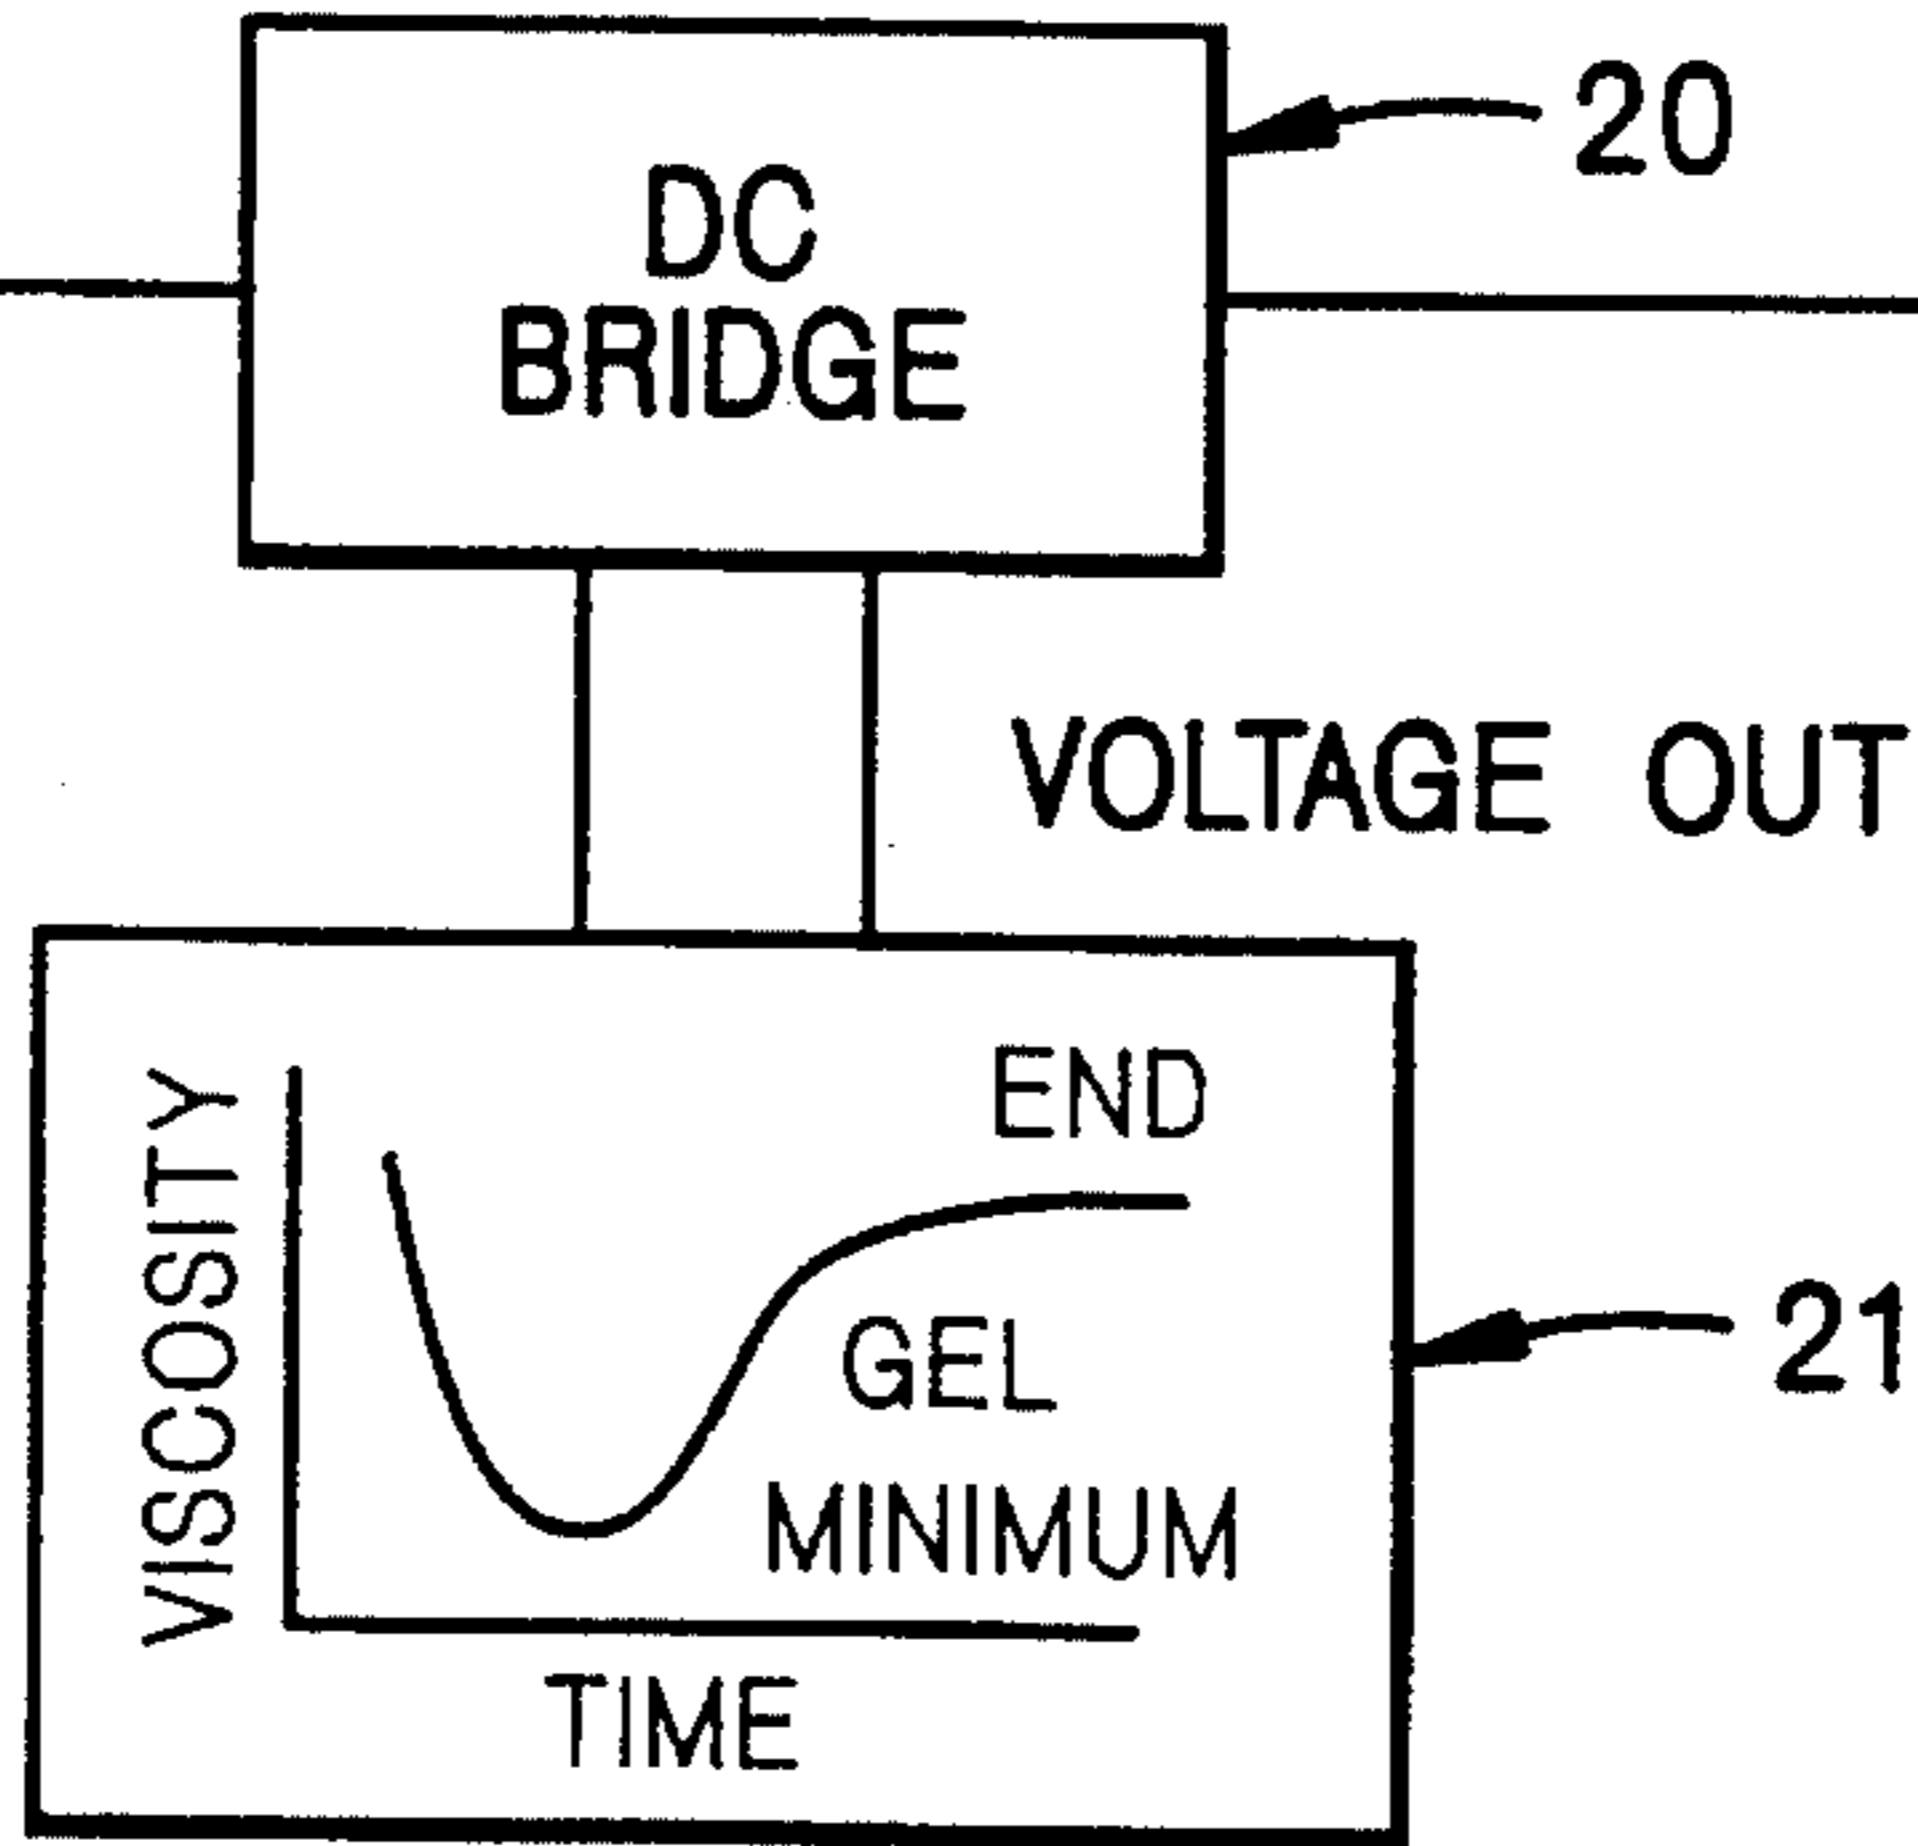 20
DC
BRIDGE
VOLTAGE OUT
END
VISCOSITY
GEL
21
MINIMUM
TIME